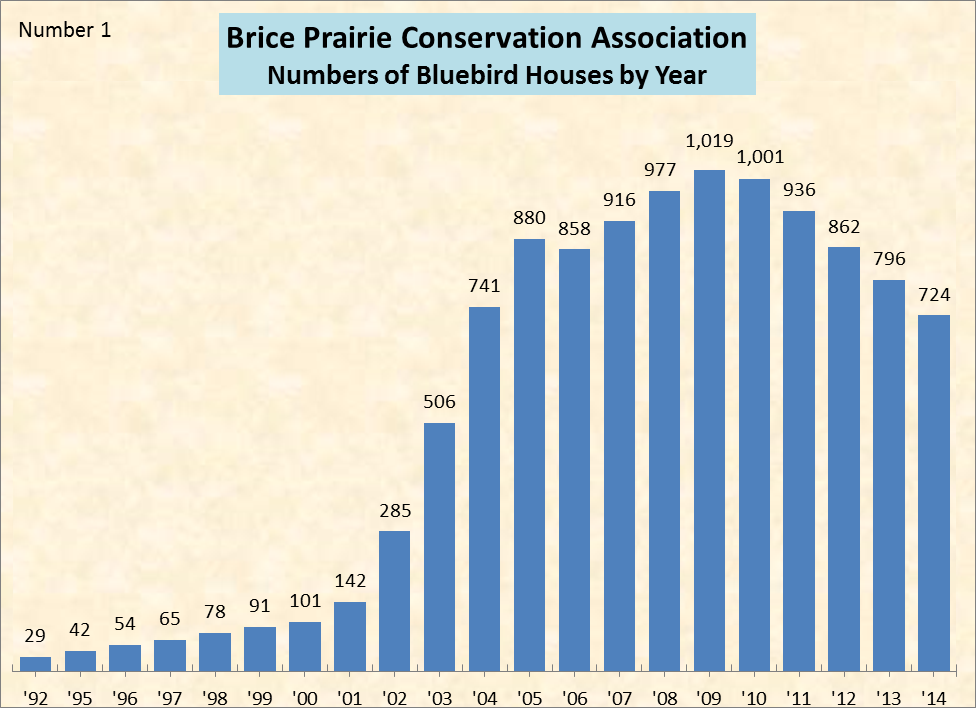 Number 1
Brice Prairie Conservation Association
Numbers of Bluebird Houses by Year
29 42 54 65 78 91 101 142 285 506 741 880 858 916 977 1,019 1,001 936 862 796 724
'92 '95 '96 '97 '98 '99 '00 '01 '02 '03 '04 '05 '06 '07 '08 '09 '10 '11 '12 '13 '14